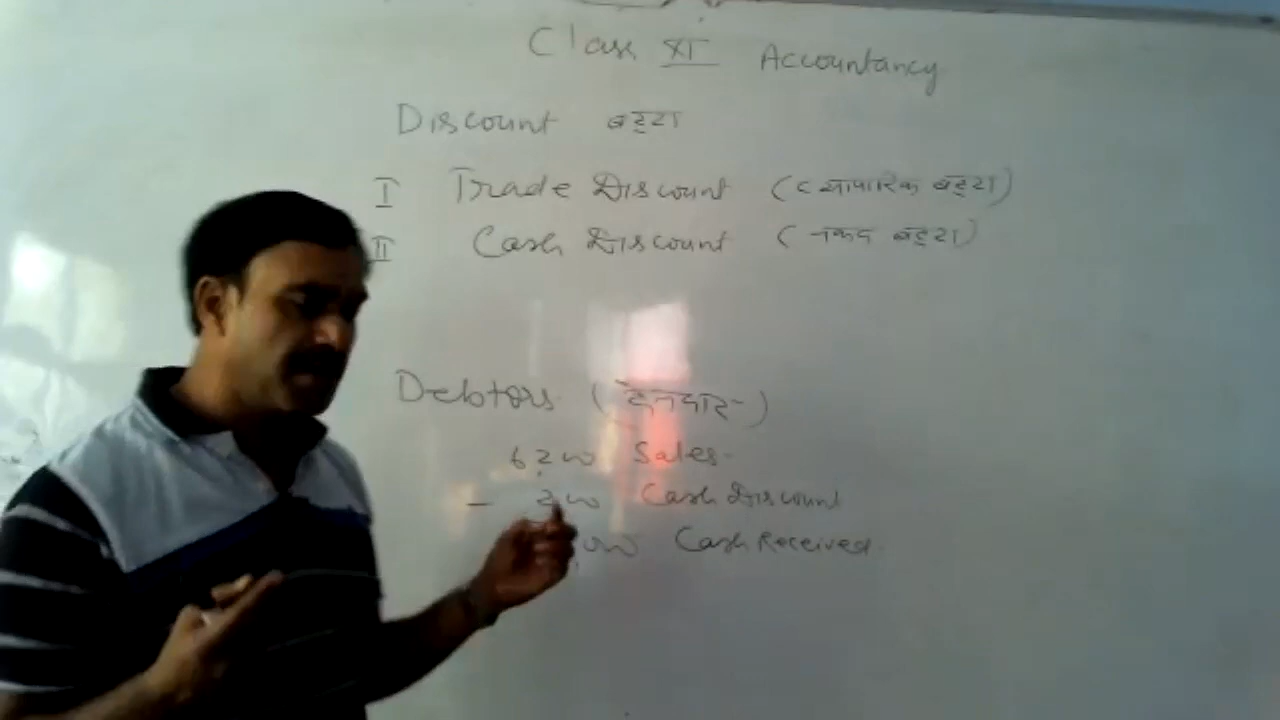 Class XI Accountancy
Discount बट्टा
I Trade Discount (व्यापारिक बट्टा)
II Cash Discount (नकद बट्टा)
Debtors (देनदार)
6200 Sales
- 200 Cash Discount
Cash Received